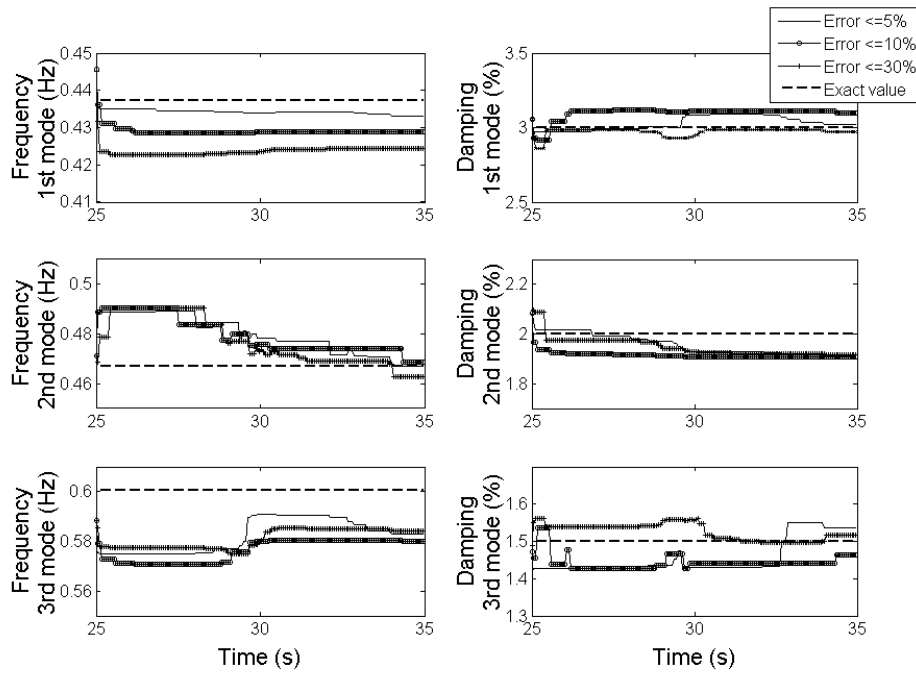 Error <=5%
Error <=10%
Error <=30%
Exact value
Frequency
1st mode (Hz)
0.45
0.44
0.43
0.42
0.41
25
30
35
Damping
1st mode (%)
3.5
3
2.5
25
30
35
Frequency
2nd mode (Hz)
0.5
0.48
0.46
25
30
35
Damping
2nd mode (%)
2.2
2
1.8
25
30
35
Frequency
3rd mode (Hz)
0.6
0.58
0.56
25
30
35
Time (s)
Damping
3rd mode (%)
1.6
1.5
1.4
1.3
25
30
35
Time (s)